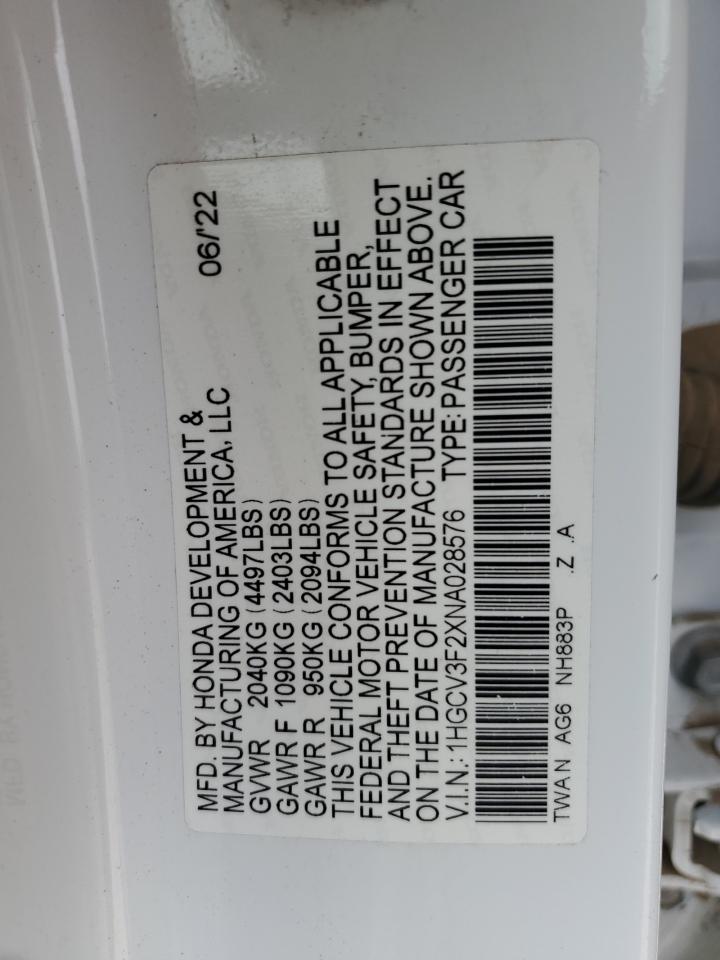 MFD. BY HONDA DEVELOPMENT & 06/'22
MANUFACTURING OF AMERICA, LLC
GVWR 2040KG (4497LBS)
GAWR F 1090KG (2403LBS)
GAWR R 950KG (2094LBS)
THIS VEHICLE CONFORMS TO ALL APPLICABLE
FEDERAL MOTOR VEHICLE SAFETY, BUMPER,
AND THEFT PREVENTION STANDARDS IN EFFECT
ON THE DATE OF MANUFACTURE SHOWN ABOVE.
V.I.N.: 1HGCV3F2XNA028576 TYPE: PASSENGER CAR
TWA N AG6 NH883P .Z .A